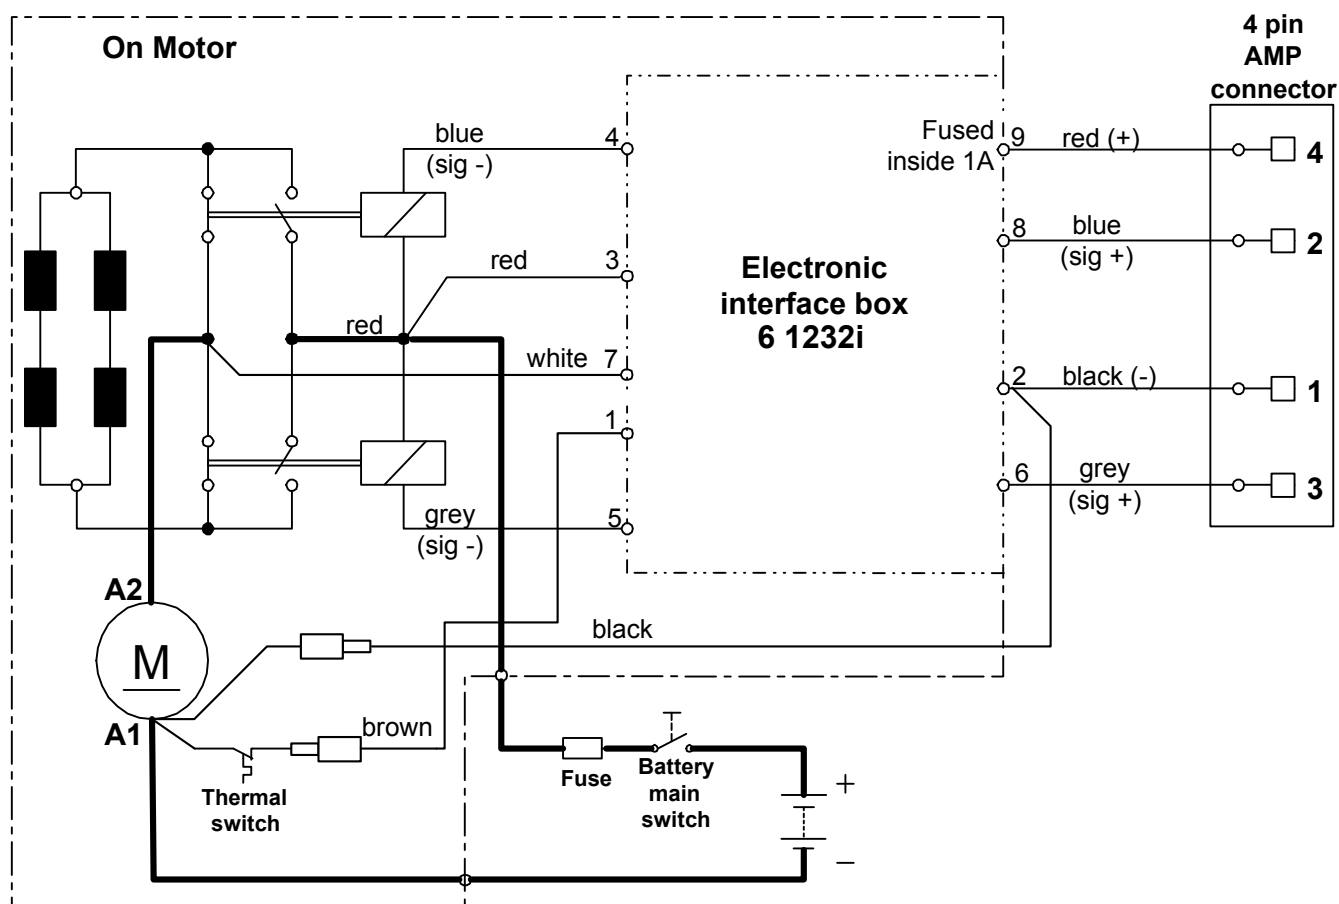 On Motor
4 pin
AMP
connector
blue
(sig -)
4
Fused
inside 1A
9
red (+)
4
8
blue
(sig +)
2
red
3
Electronic
interface box
6 1232i
red
white
7
2
black (-)
1
1
6
grey
(sig +)
3
grey
(sig -)
5
A2
M
black
A1
brown
Thermal
switch
Fuse
Battery
main
switch
+
–